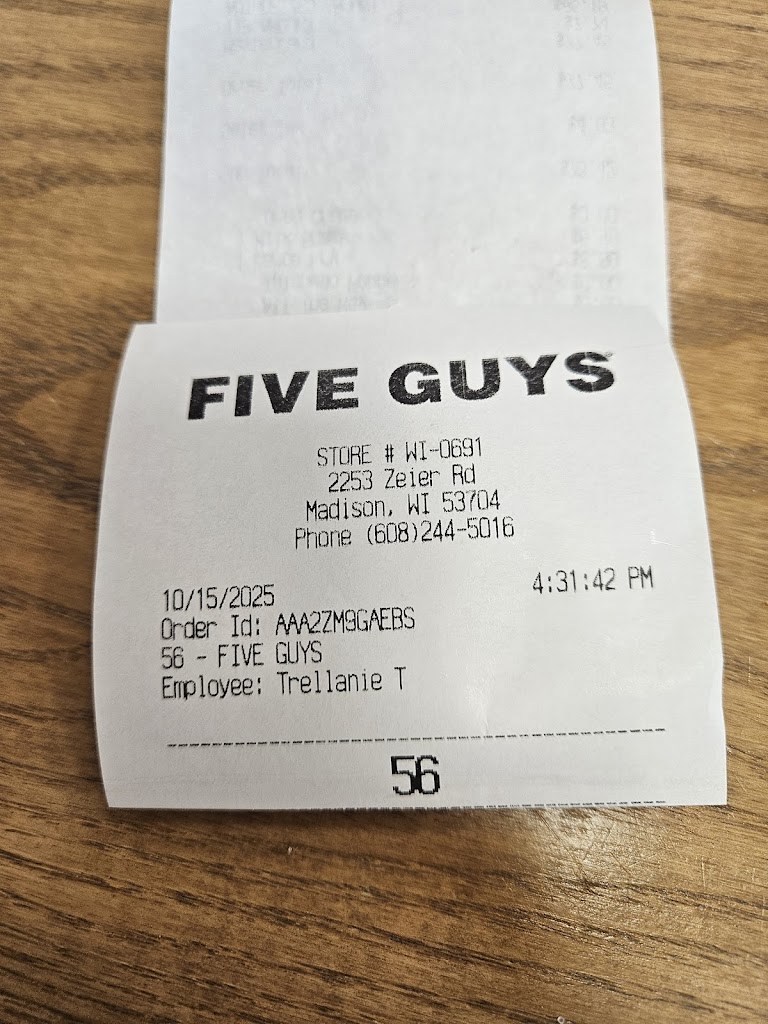 FIVE GUYS
STORE # WI-0691
2253 Zeier Rd
Madison, WI 53704
Phone (608)244-5016
10/15/2025 4:31:42 PM
Order Id: AAA2ZM9GAEBS
56 - FIVE GUYS
Employee: Trellanie T
56